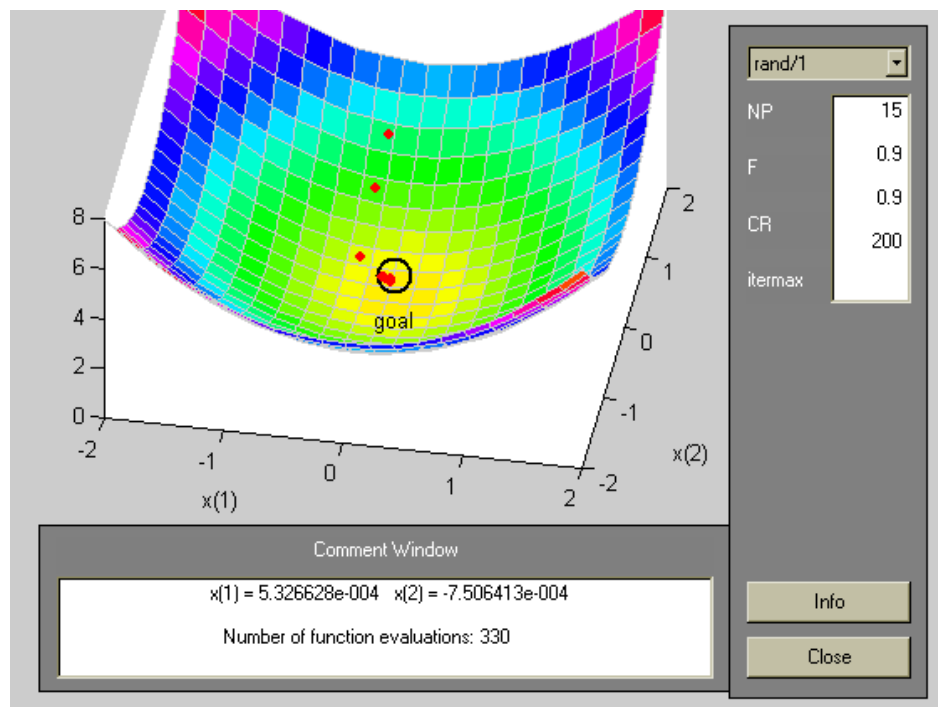 rand/1
NP
15
F
0.9
CR
0.9
itermax
200
goal
8
6
4
2
0
-2
-1
0
1
2
x(1)
2
1
0
-1
-2
x(2)
Comment Window
x(1) = 5.326628e-004 x(2) = -7.506413e-004
Number of function evaluations: 330
Info
Close